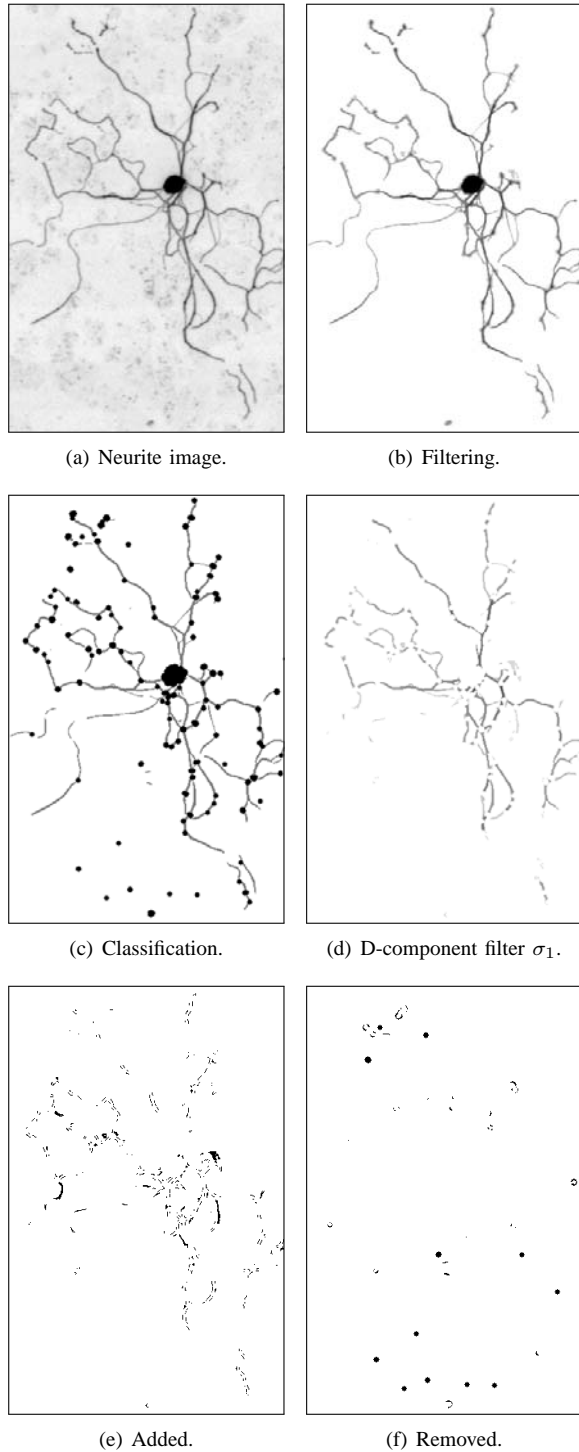 (a) Neurite image.
(b) Filtering.
(c) Classification.
(d) D-component filter σ1.
(e) Added.
(f) Removed.